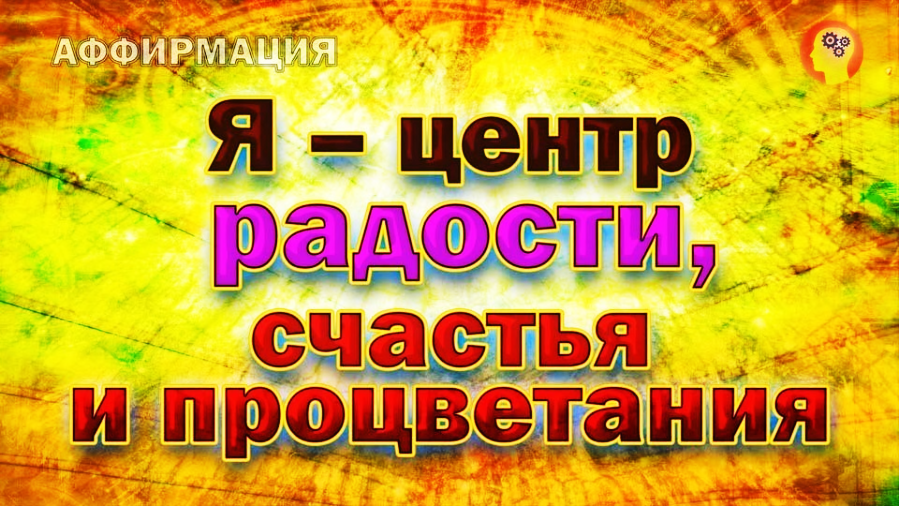 АФФИРМАЦИЯ
Я – центр
радости,
счастья
и процветания